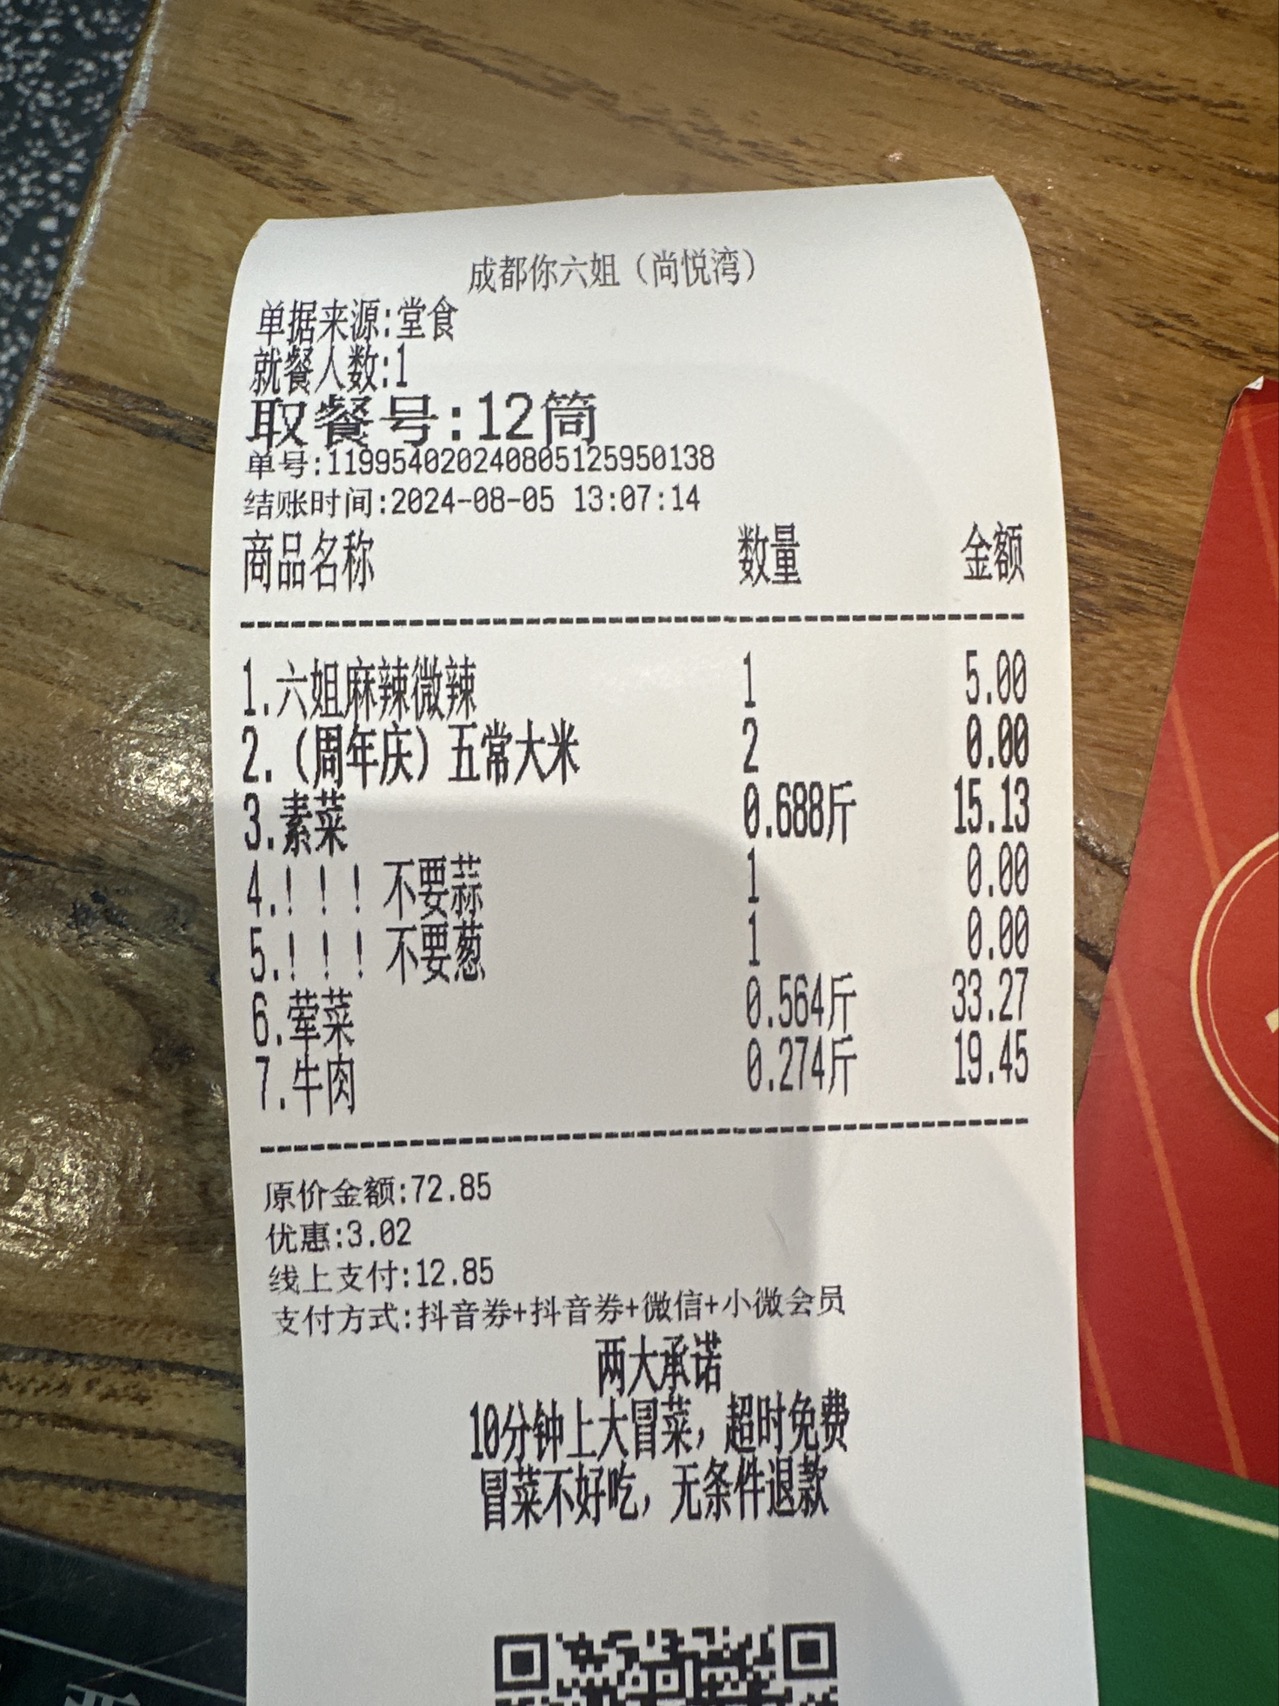 成都你六姐（尚悦湾）
单据来源:堂食
就餐人数:1
取餐号:12筒
单号:119954020240805125950138
结账时间:2024-08-05 13:07:14
商品名称 数量 金额
1.六姐麻辣微辣 1 5.00
2.（周年庆）五常大米 2 0.00
3.素菜 0.688斤 15.13
4.！！！不要蒜 1 0.00
5.！！！不要葱 1 0.00
6.荤菜 0.564斤 33.27
7.牛肉 0.274斤 19.45
原价金额:72.85
优惠:3.02
线上支付:12.85
支付方式:抖音券+抖音券+微信+小微会员
两大承诺
10分钟上大冒菜，超时免费
冒菜不好吃，无条件退款